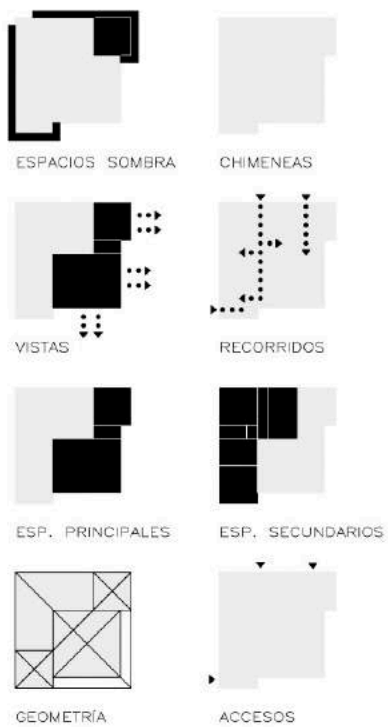 ESPACIOS SOMBRA
CHIMENEAS
VISTAS
RECORRIDOS
ESP. PRINCIPALES
ESP. SECUNDARIOS
GEOMETRÍA
ACCESOS